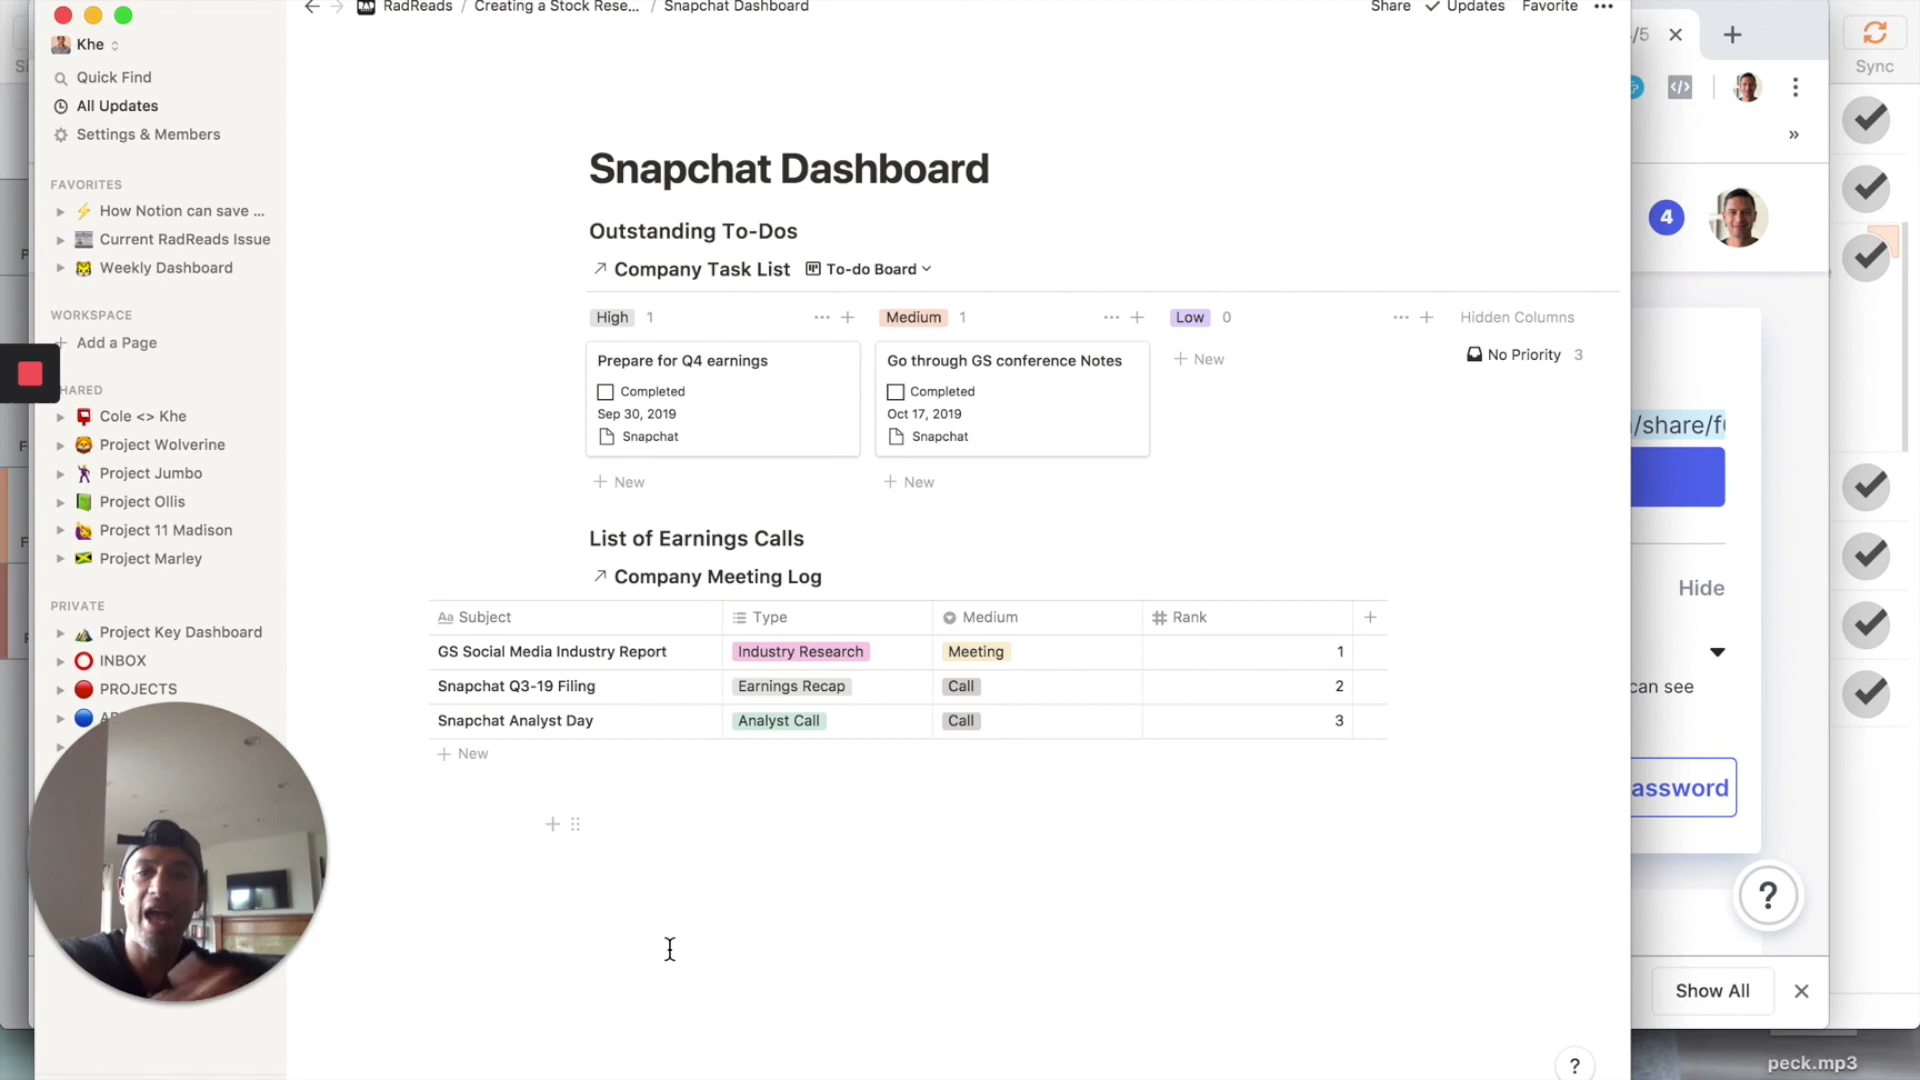 RadReads / Creating a Stock Rese... / Snapchat Dashboard
Share Updates Favorite
Khe
Quick Find
All Updates
Settings & Members
FAVORITES
How Notion can save ...
Current RadReads Issue
Weekly Dashboard
WORKSPACE
Add a Page
HARED
Cole <> Khe
Project Wolverine
Project Jumbo
Project Ollis
Project 11 Madison
Project Marley
PRIVATE
Project Key Dashboard
INBOX
PROJECTS
Snapchat Dashboard
Outstanding To-Dos
Company Task List To-do Board
High 1
Medium 1
Low 0
Hidden Columns
Prepare for Q4 earnings
Completed
Sep 30, 2019
Snapchat
New
Go through GS conference Notes
Completed
Oct 17, 2019
Snapchat
New
New
No Priority 3
List of Earnings Calls
Company Meeting Log
Aa Subject Type Medium # Rank
GS Social Media Industry Report Industry Research Meeting 1
Snapchat Q3-19 Filing Earnings Recap Call 2
Snapchat Analyst Day Analyst Call Call 3
New
?
/5
Sync
»
4
/share/f
Hide
can see
assword
?
Show All
peck.mp3